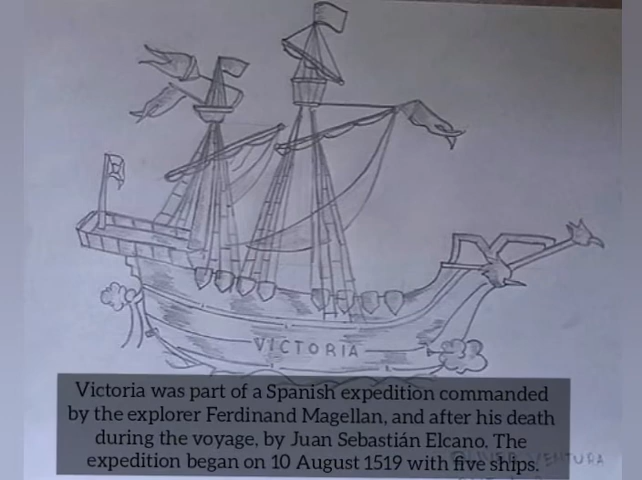 VICTORIA
Victoria was part of a Spanish expedition commanded
by the explorer Ferdinand Magellan, and after his death
during the voyage, by Juan Sebastián Elcano. The
expedition began on 10 August 1519 with five ships.
VENTURA